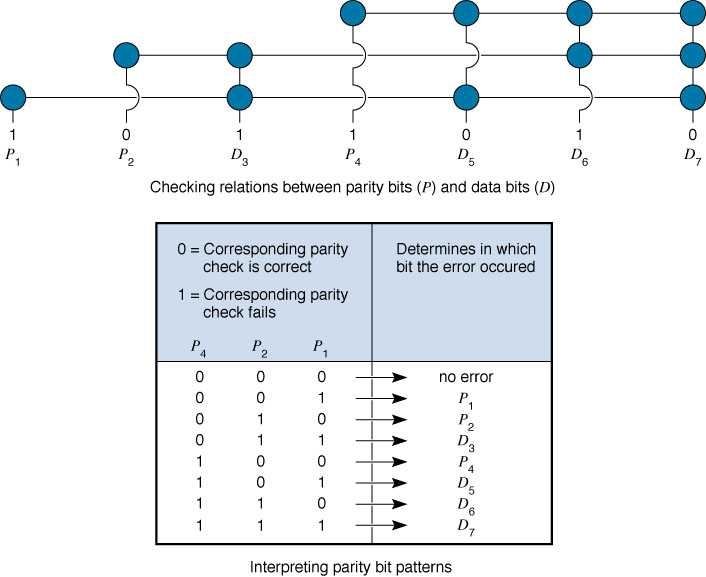 1 0 1 1 0 1 0
P1 P2 D3 P4 D5 D6 D7
Checking relations between parity bits (P) and data bits (D)
0 = Corresponding parity
check is correct
1 = Corresponding parity
check fails
Determines in which
bit the error occured
P4 P2 P1
0 0 0 no error
0 0 1 P1
0 1 0 P2
0 1 1 D3
1 0 0 P4
1 0 1 D5
1 1 0 D6
1 1 1 D7
Interpreting parity bit patterns